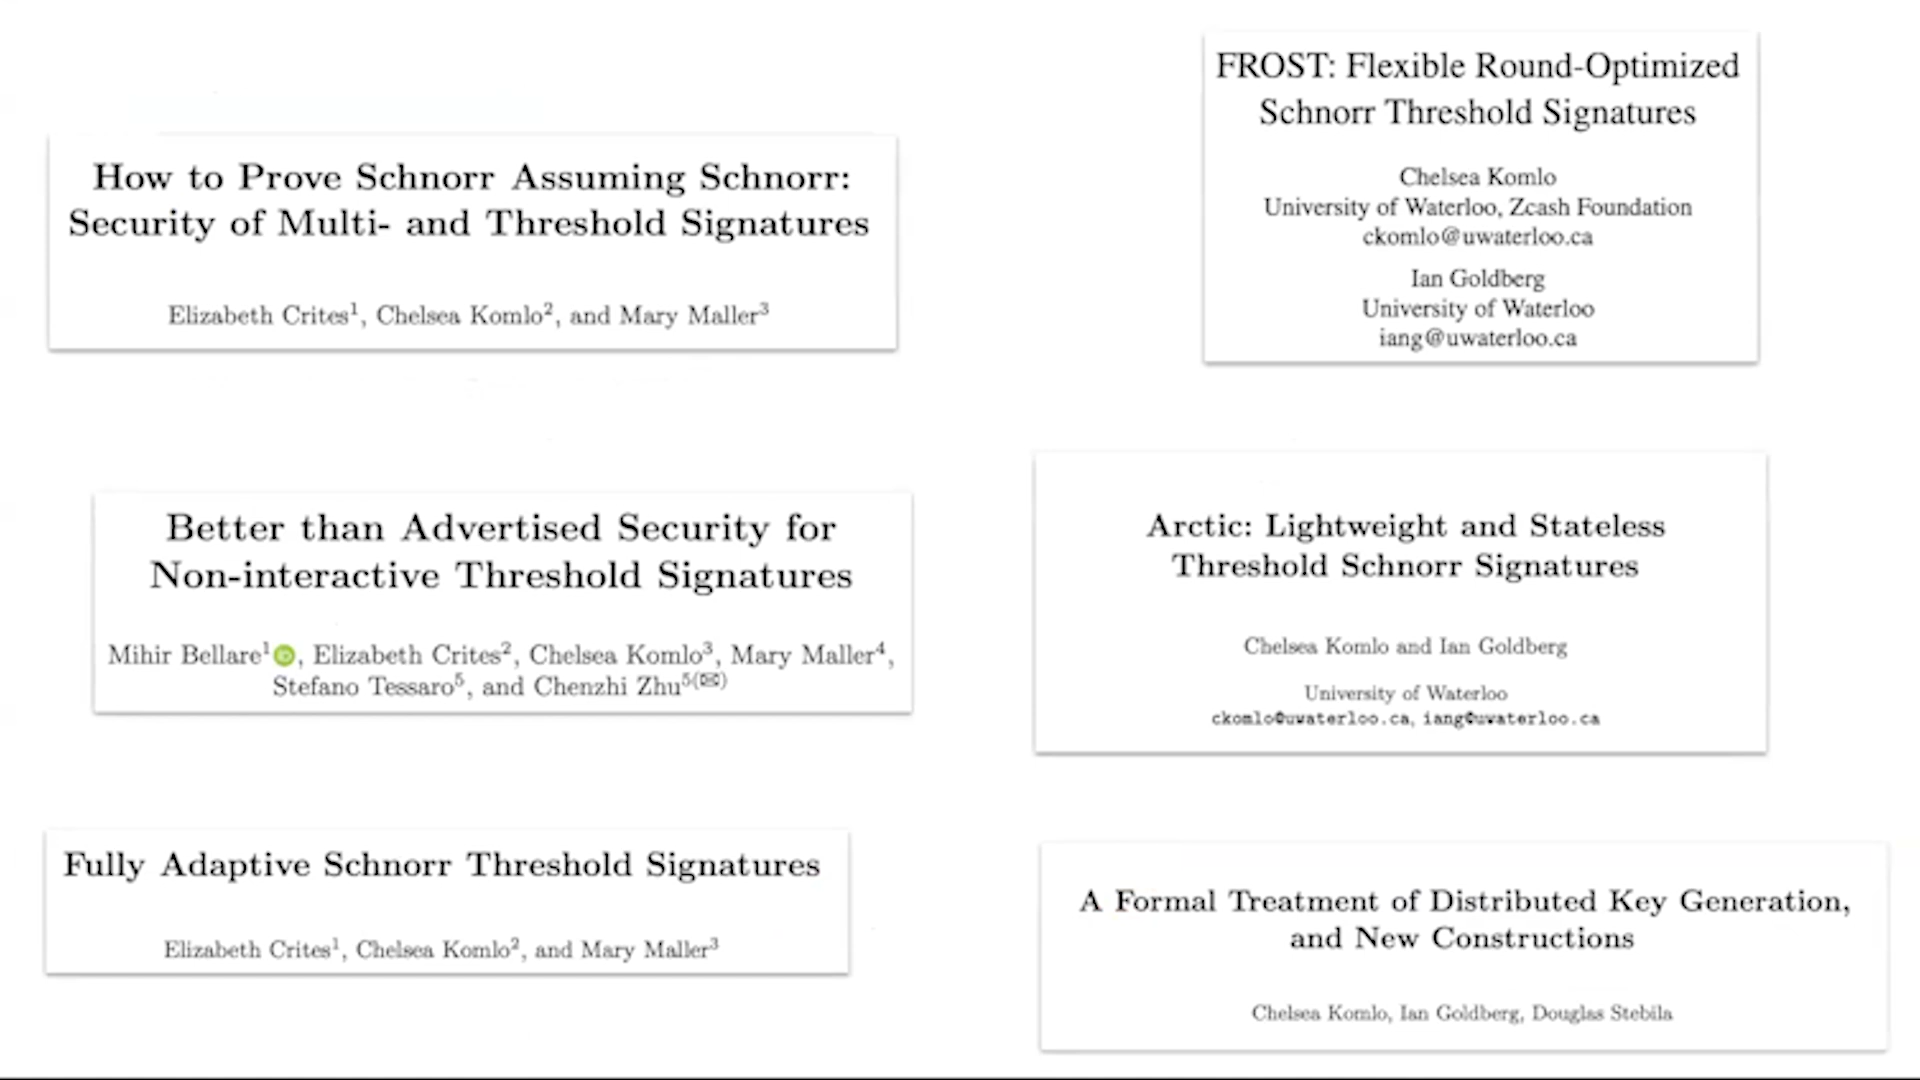 How to Prove Schnorr Assuming Schnorr:
Security of Multi- and Threshold Signatures
Elizabeth Crites¹, Chelsea Komlo², and Mary Maller³
Better than Advertised Security for
Non-interactive Threshold Signatures
Mihir Bellare¹, Elizabeth Crites², Chelsea Komlo³, Mary Maller⁴,
Stefano Tessaro⁵, and Chenzhi Zhu⁵⁽✉⁾
Fully Adaptive Schnorr Threshold Signatures
Elizabeth Crites¹, Chelsea Komlo², and Mary Maller³
FROST: Flexible Round-Optimized
Schnorr Threshold Signatures
Chelsea Komlo
University of Waterloo, Zcash Foundation
ckomlo@uwaterloo.ca
Ian Goldberg
University of Waterloo
iang@uwaterloo.ca
Arctic: Lightweight and Stateless
Threshold Schnorr Signatures
Chelsea Komlo and Ian Goldberg
University of Waterloo
ckomlo@uwaterloo.ca, iang@uwaterloo.ca
A Formal Treatment of Distributed Key Generation,
and New Constructions
Chelsea Komlo, Ian Goldberg, Douglas Stebila